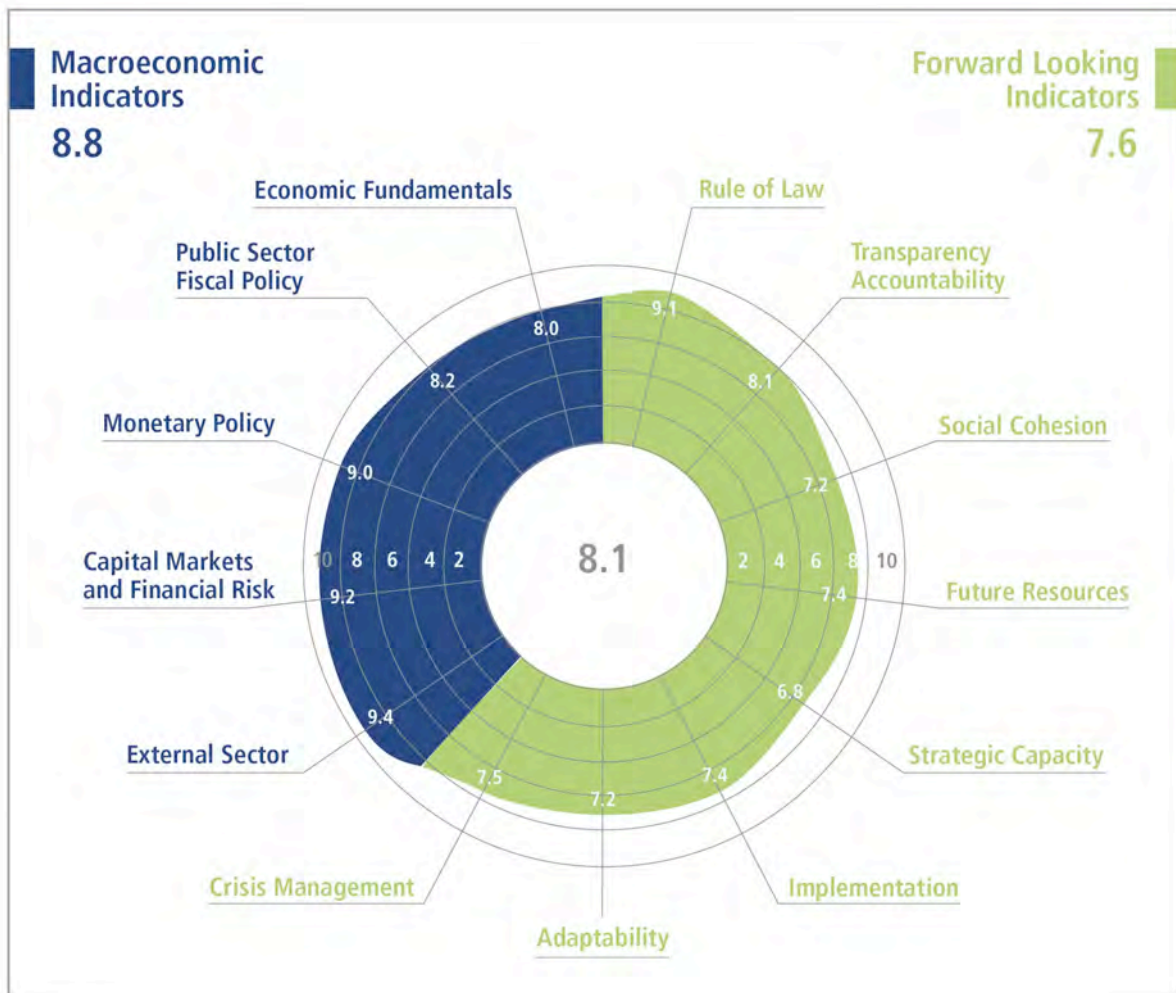 Macroeconomic
Indicators
8.8
Forward Looking
Indicators
7.6
Economic Fundamentals
Rule of Law
Public Sector
Fiscal Policy
Transparency
Accountability
8.0
9.1
8.2
8.1
Monetary Policy
Social Cohesion
9.0
7.2
Capital Markets
and Financial Risk
10 8 6 4 2
8.1
2 4 6 8 10
9.2
7.4
Future Resources
9.4
6.8
External Sector
Strategic Capacity
7.5
7.2
7.4
Crisis Management
Implementation
Adaptability